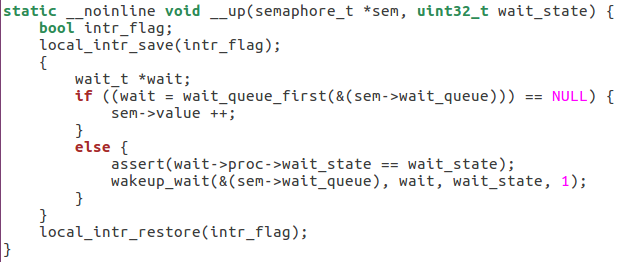 static __noinline void __up(semaphore_t *sem, uint32_t wait_state) {
    bool intr_flag;
    local_intr_save(intr_flag);
    {
        wait_t *wait;
        if ((wait = wait_queue_first(&(sem->wait_queue))) == NULL) {
            sem->value ++;
        }
        else {
            assert(wait->proc->wait_state == wait_state);
            wakeup_wait(&(sem->wait_queue), wait, wait_state, 1);
        }
    }
    local_intr_restore(intr_flag);
}